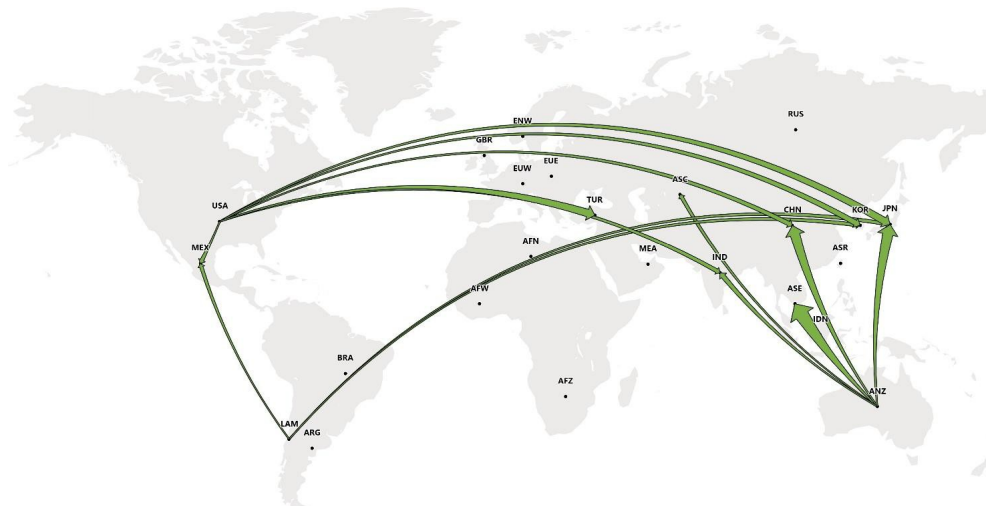 RUS
ENW
GBR
EUE
EUW
ASC
USA
TUR
CHN
KOR
JPN
MEX
AFN
MEA
IND
ASR
AFW
ASE
IDN
BRA
AFZ
ANZ
LAM
ARG